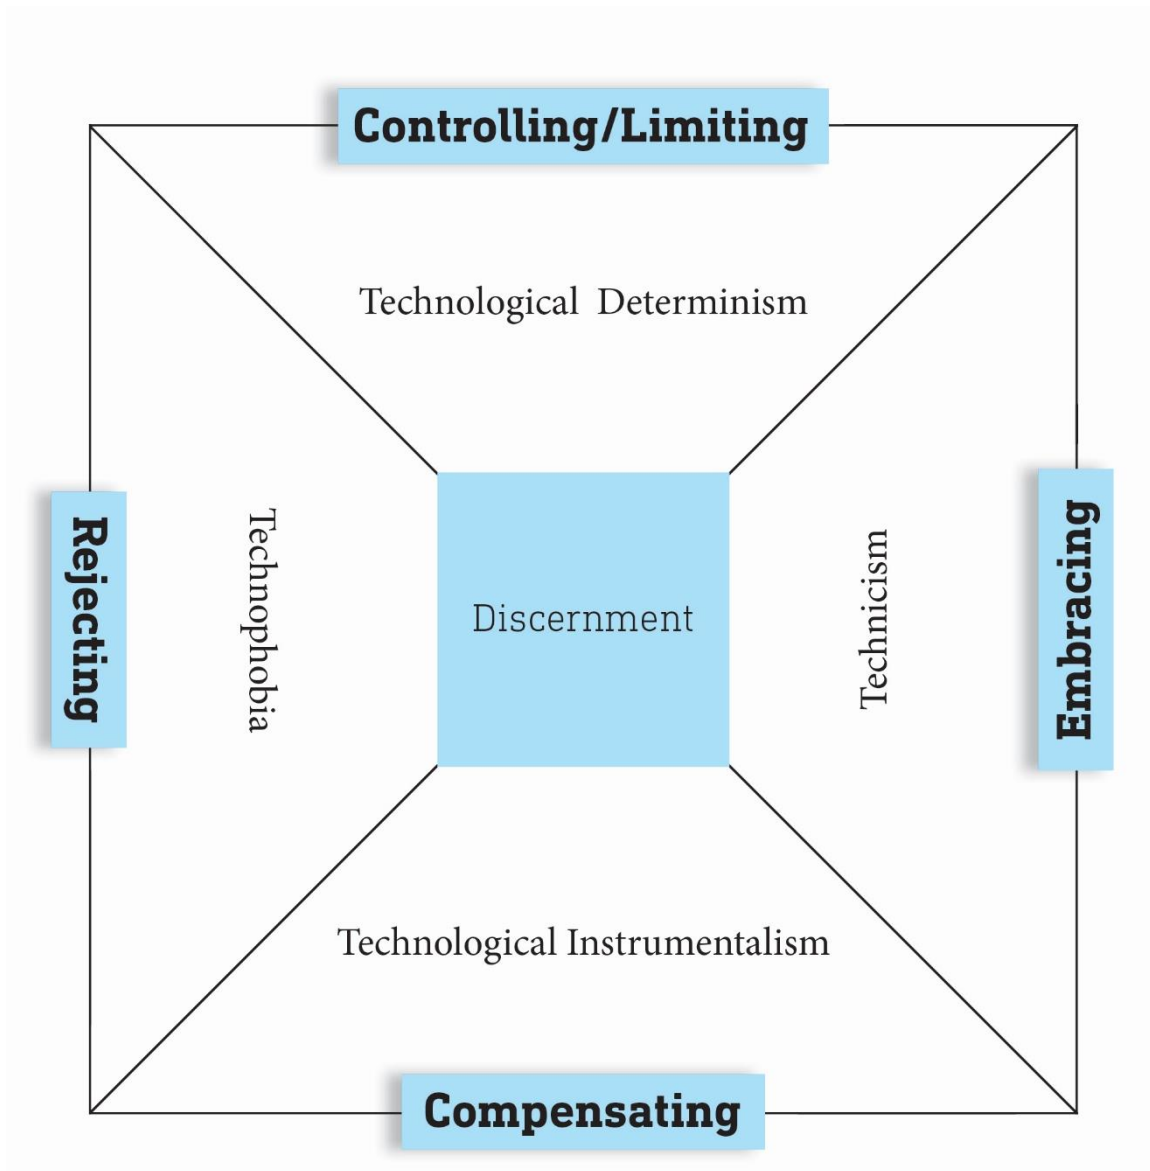 Controlling/Limiting
Technological Determinism
Rejecting
Technophobia
Discernment
Technicism
Embracing
Technological Instrumentalism
Compensating